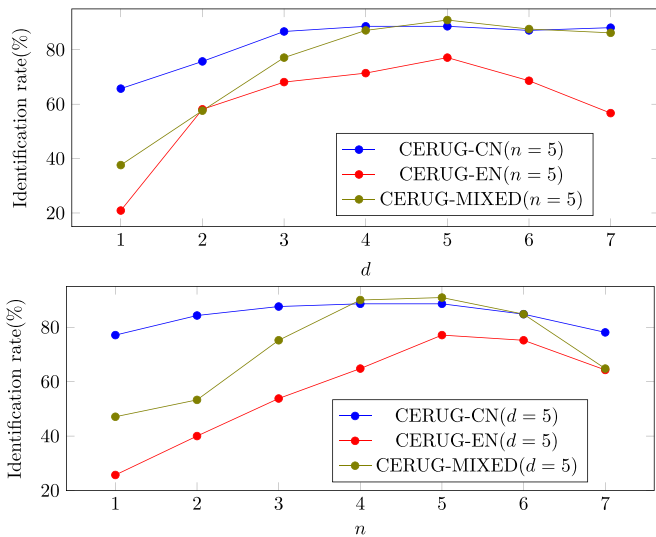 Identification rate(%)
80
60
40
20
CERUG-CN(n = 5)
CERUG-EN(n = 5)
CERUG-MIXED(n = 5)
1 2 3 4 5 6 7
d
Identification rate(%)
80
60
40
20
CERUG-CN(d = 5)
CERUG-EN(d = 5)
CERUG-MIXED(d = 5)
1 2 3 4 5 6 7
n